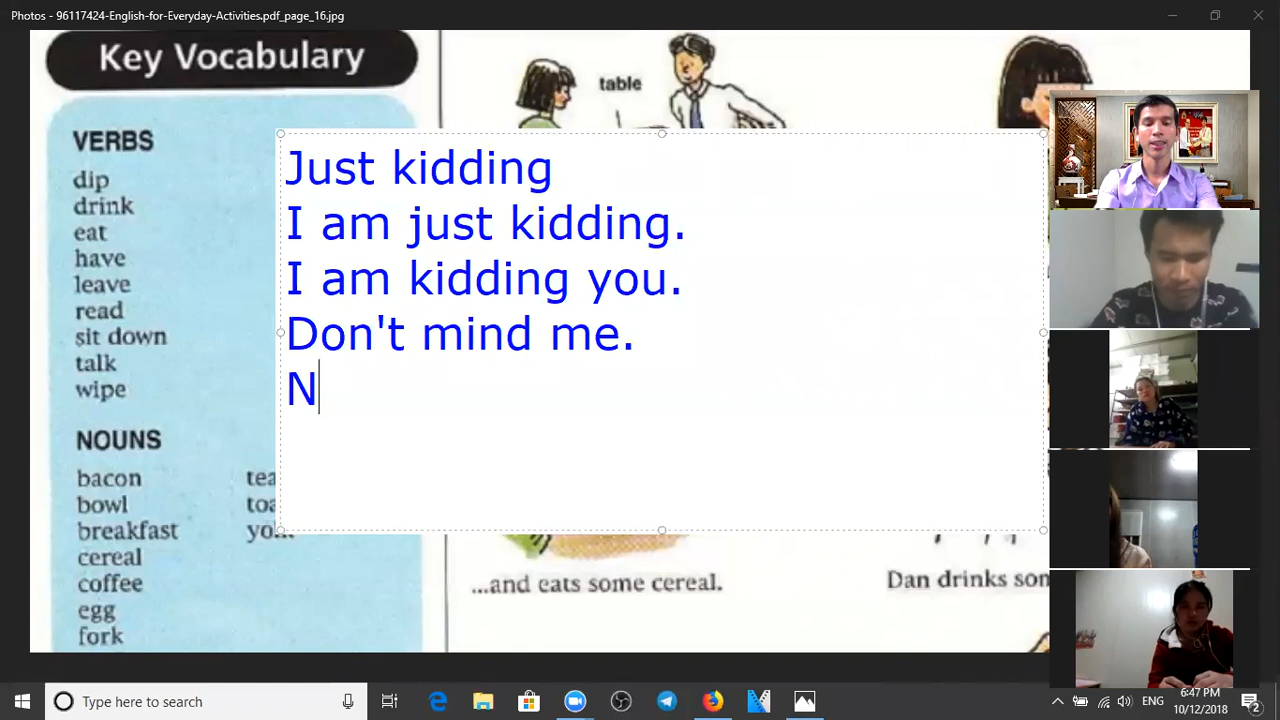 Photos - 96117424-English-for-Everyday-Activities.pdf_page_16.jpg
Key Vocabulary
VERBS
dip
drink
eat
have
leave
read
sit down
talk
wipe
NOUNS
bacon
bowl
breakfast
cereal
coffee
egg
fork
table
Just kidding
I am just kidding.
I am kidding you.
Don't mind me.
N
...and eats some cereal.
Dan drinks
Type here to search
ENG
6:47 PM
10/12/2018
2